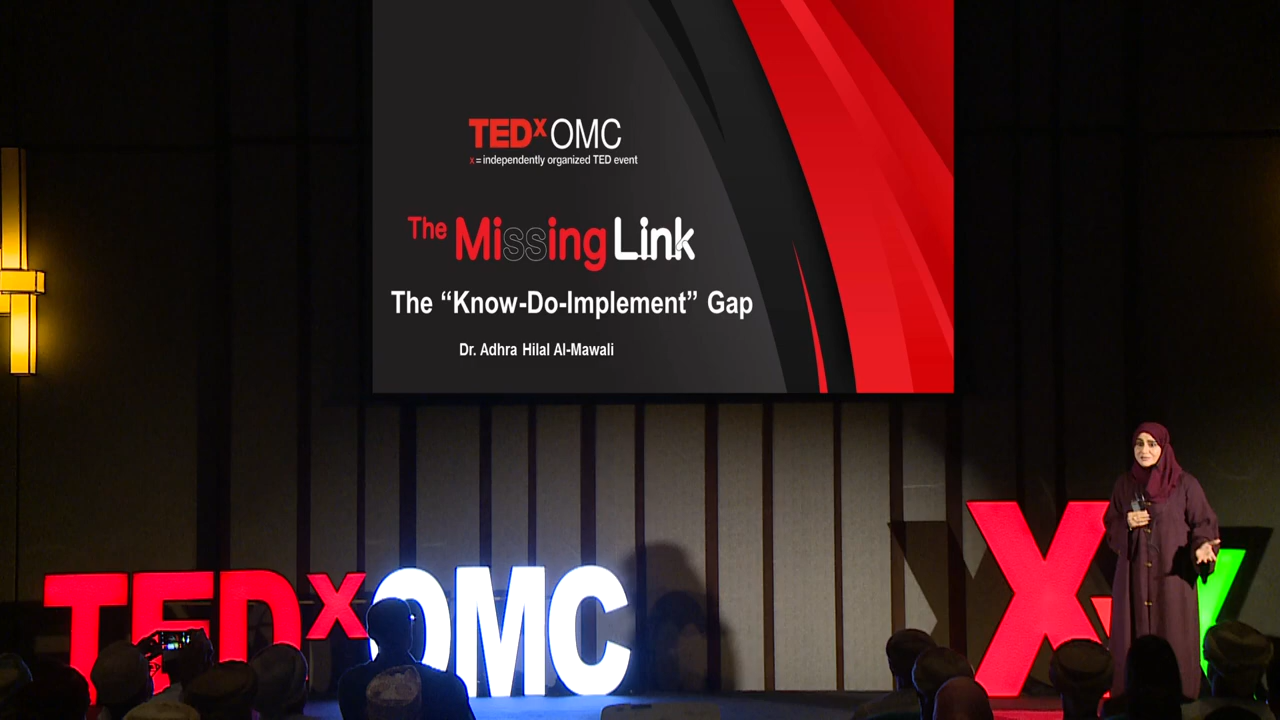 TEDxOMC
x = independently organized TED event
The Missing Link
The “Know-Do-Implement” Gap
Dr. Adhra Hilal Al-Mawali
TEDxOMC
X